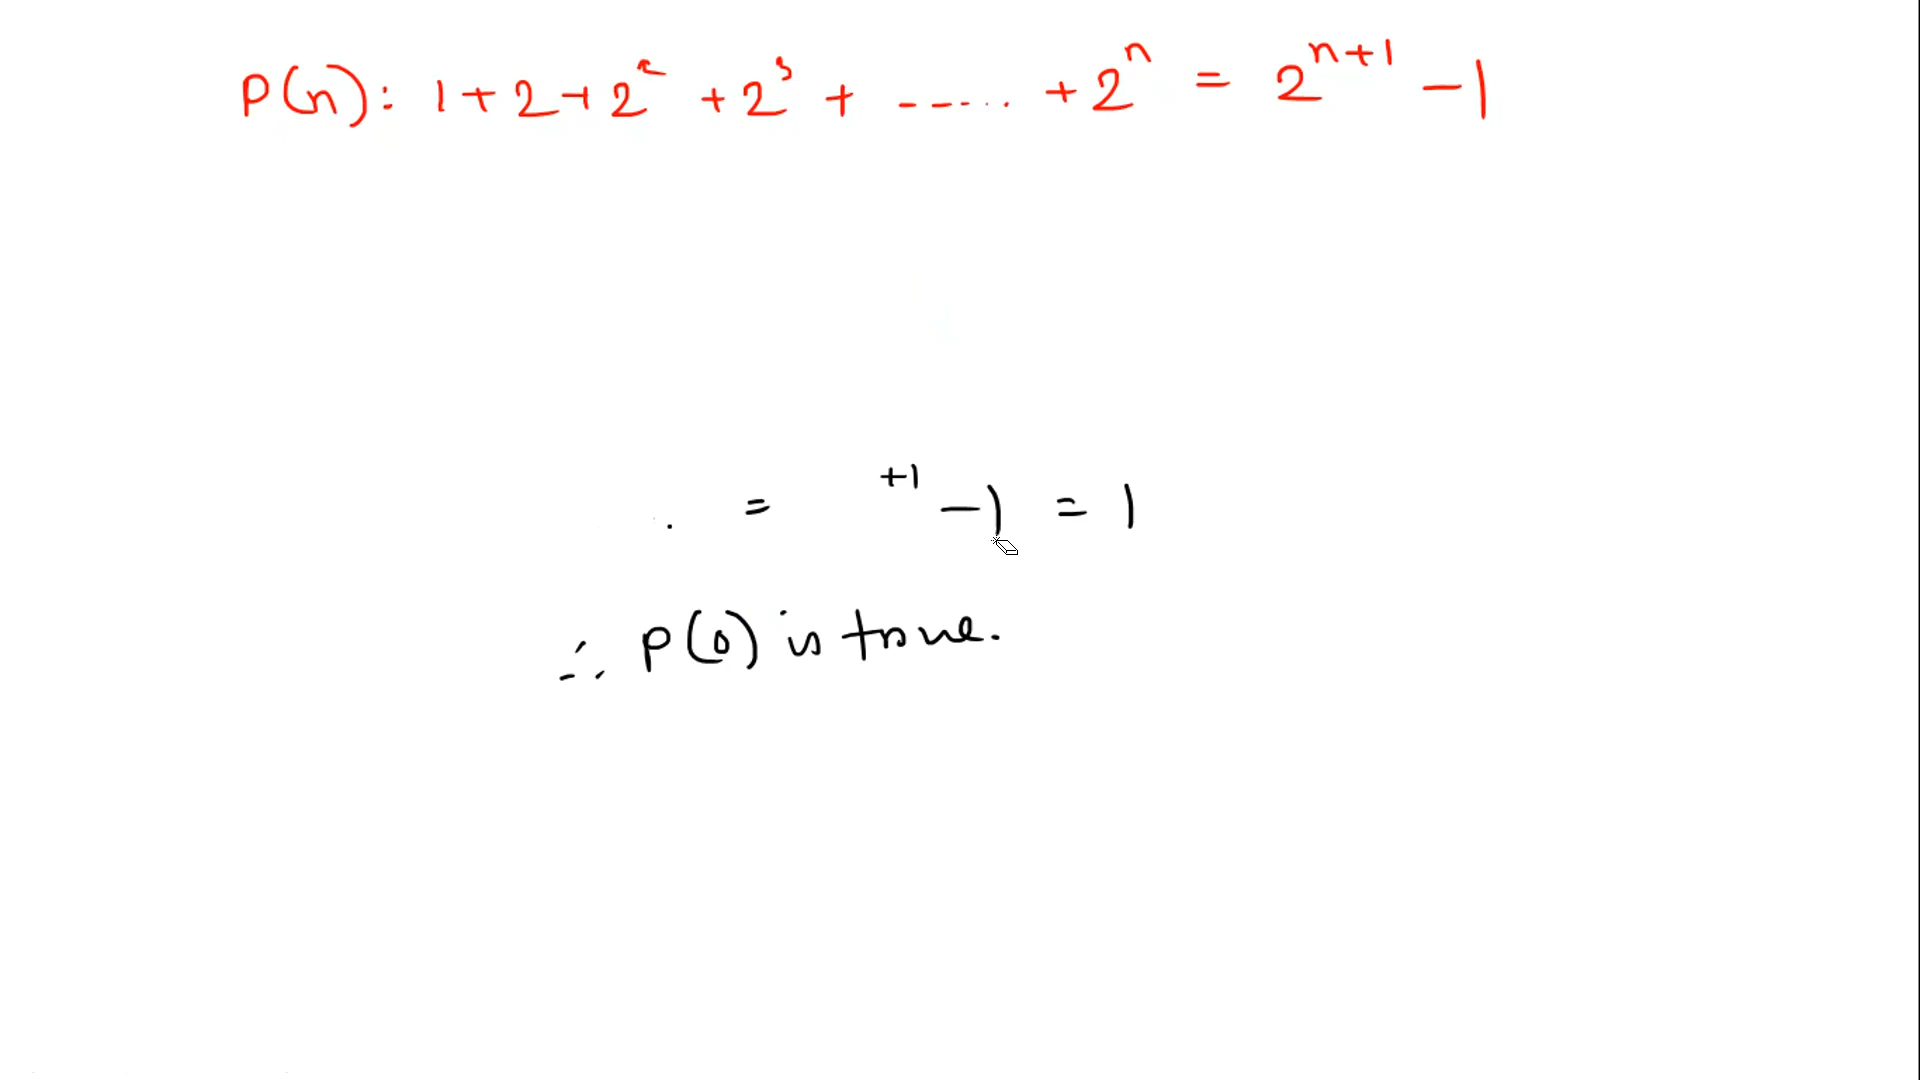 P(n): 1+2+2² +2³ + ....... +2ⁿ = 2ⁿ⁺¹ -1
= +1 -1 = 1
∴ P(0) is true.